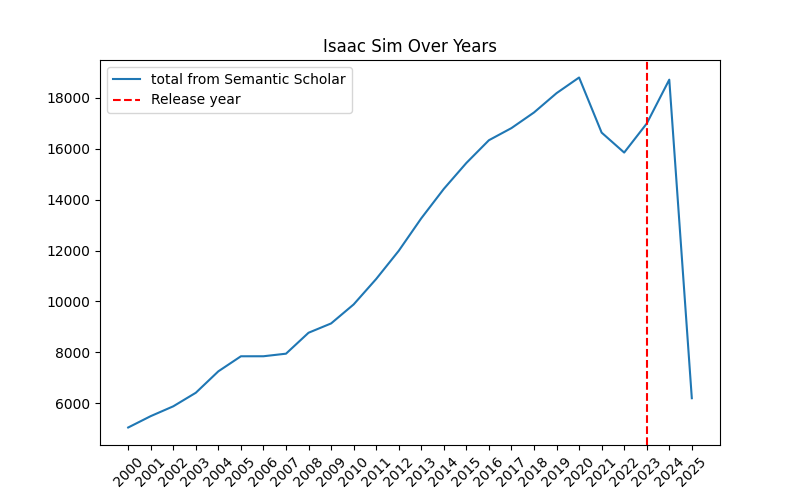 Isaac Sim Over Years
total from Semantic Scholar
Release year
18000
16000
14000
12000
10000
8000
6000
2000 2001 2002 2003 2004 2005 2006 2007 2008 2009 2010 2011 2012 2013 2014 2015 2016 2017 2018 2019 2020 2021 2022 2023 2024 2025